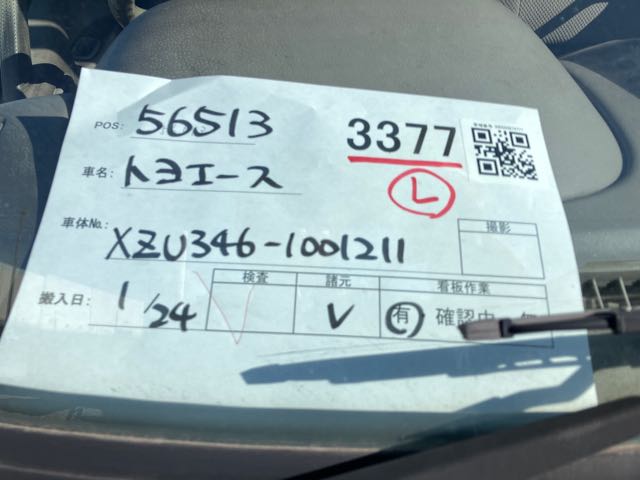 POS: 56513
3377
L
車名: トヨエース
車体No.: XZU346-1001211
撮影
搬入日: 1/24
検査
諸元
看板作業
V
有 確認中